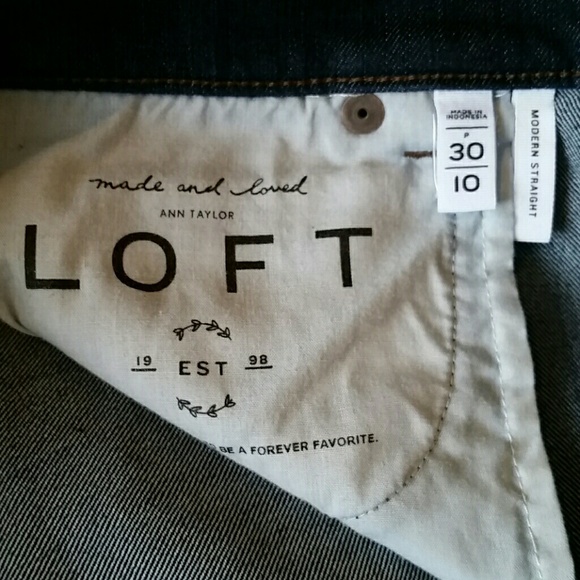 made and loved
ANN TAYLOR
LOFT
19 EST 98
BE A FOREVER FAVORITE.
MADE IN
INDONESIA
P
30
10
MODERN STRAIGHT